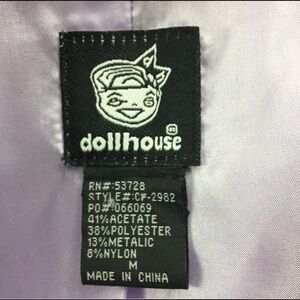 dollhouse
RN#:53728
STYLE#:CF-2982
PO#:066069
41%ACETATE
38%POLYESTER
13%METALIC
8%NYLON
M
MADE IN CHINA